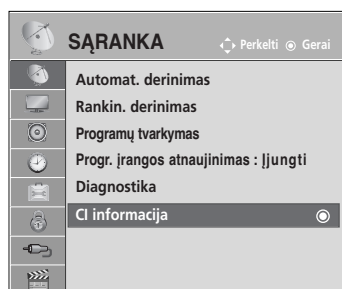 SĄRANKA
Perkelti Gerai
Automat. derinimas
Rankin. derinimas
Programų tvarkymas
Progr. įrangos atnaujinimas : Įjungti
Diagnostika
CI informacija